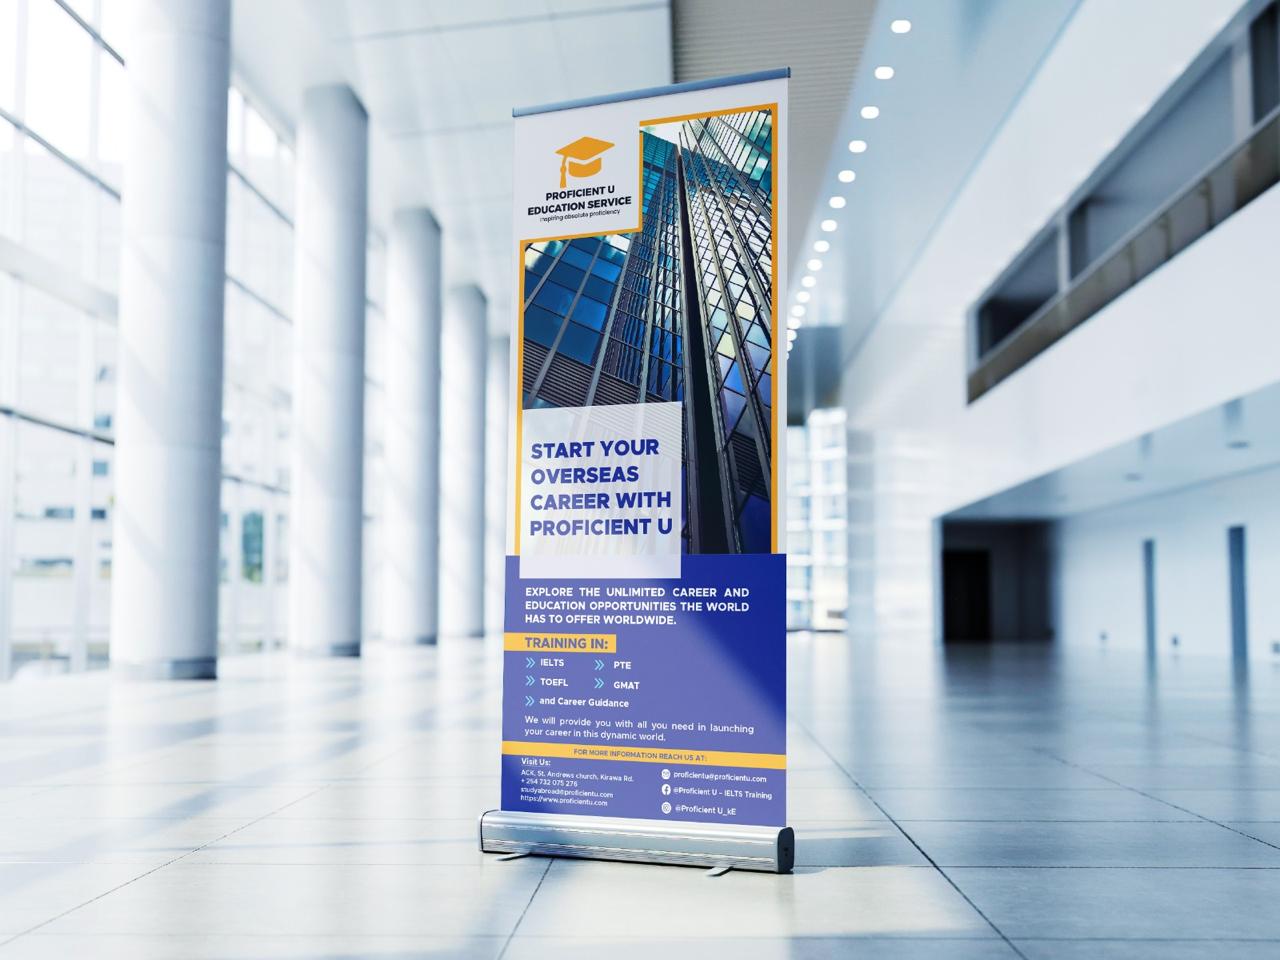 PROFICIENT U
EDUCATION SERVICE
inspiring absolute proficiency
START YOUR
OVERSEAS
CAREER WITH
PROFICIENT U
EXPLORE THE UNLIMITED CAREER AND
EDUCATION OPPORTUNITIES THE WORLD
HAS TO OFFER WORLDWIDE.
TRAINING IN:
IELTS
PTE
TOEFL
GMAT
and Career Guidance
We will provide you with all you need in launching
your career in this dynamic world.
FOR MORE INFORMATION REACH US AT:
Visit Us:
ACK, St. Andrews church, Kirawa Rd.
+ 254 732 075 276
studyabroad@proficientu.com
https://www.proficientu.com
proficientu@proficientu.com
@Proficient U – IELTS Training
@Proficient U_kE